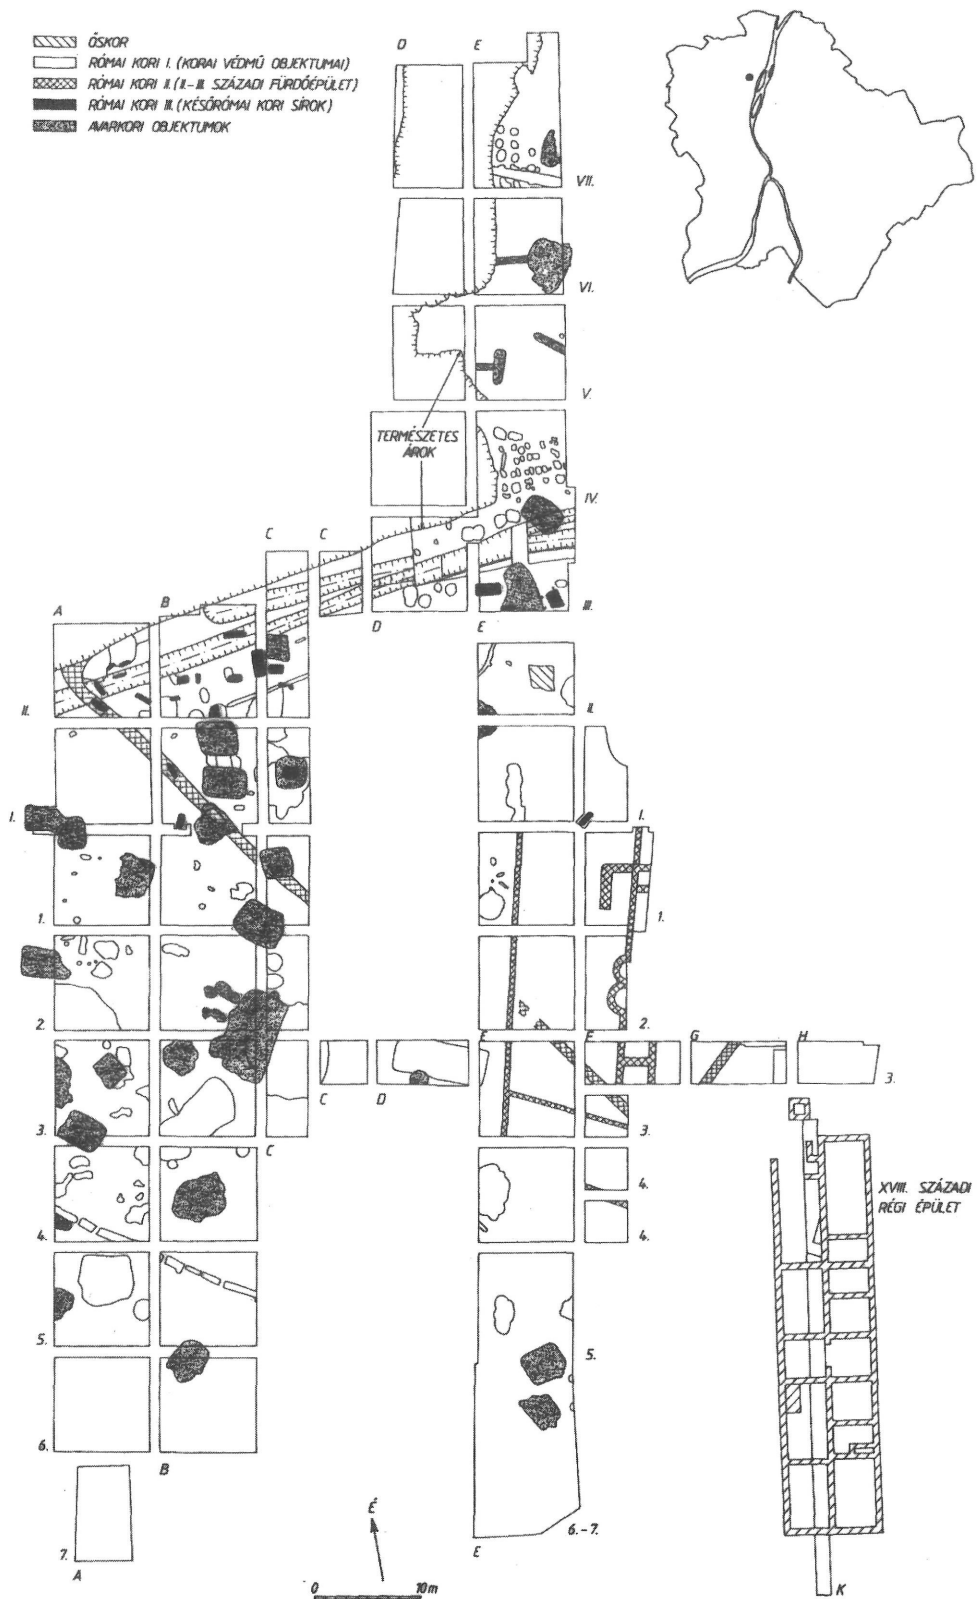 ŐSKOR
RÓMAI KORI I. (KORAI VÉDMŰ OBJEKTUMAI)
RÓMAI KORI II. (II.-III. SZÁZADI FÜRDŐÉPÜLET)
RÓMAI KORI III. (KÉSŐRÓMAI KORI SÍROK)
AVARKORI OBJEKTUMOK
D E
VII.
VI.
V.
TERMÉSZETES
ÁROK
IV.
C C
III.
A B
D E
II. II.
I. I.
1. 1.
2. 2.
E F G H
3.
C D
3. C 3.
4. 4.
4.
XVIII. SZÁZADI
RÉGI ÉPÜLET
5. 5.
6.
B
É
6.-7.
E
7.
A
0 10m
K